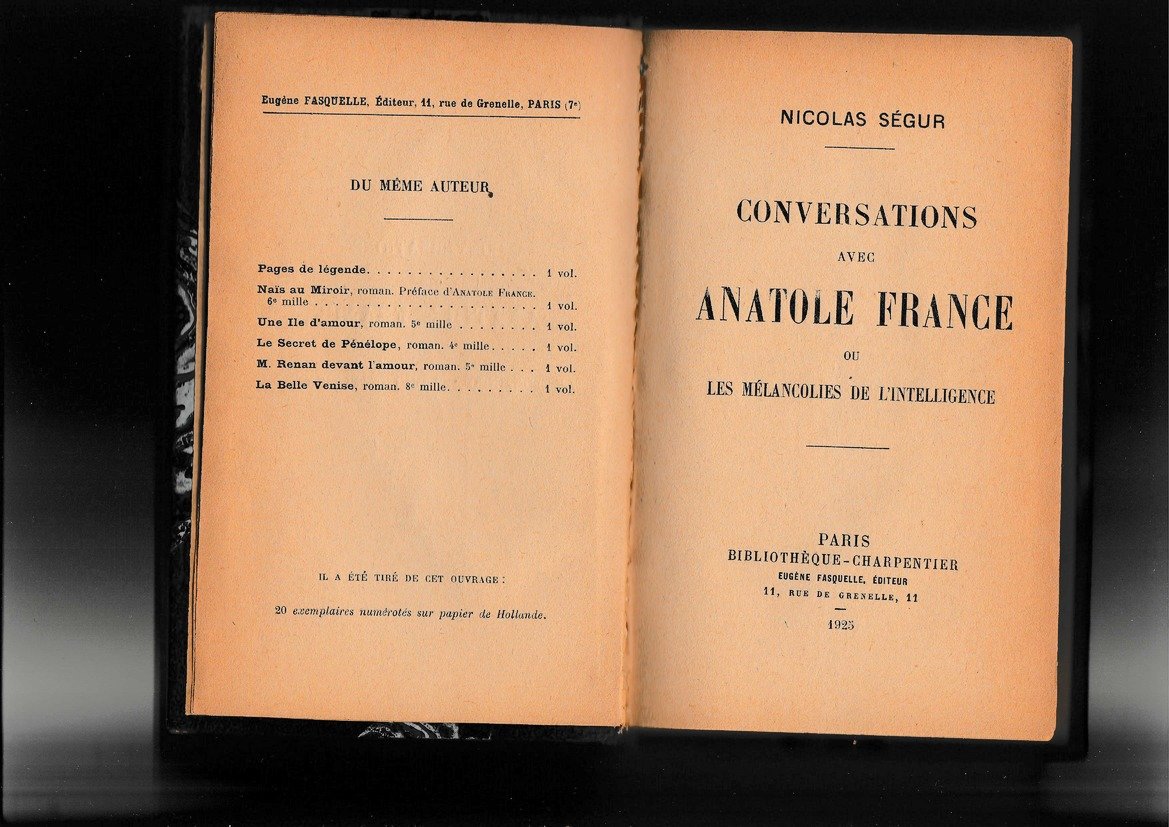 Eugène FASQUELLE, Éditeur, 11, rue de Grenelle, PARIS (7e)
DU MÊME AUTEUR
Pages de légende. . . . . . . . . . . . . . . . . 1 vol.
Naïs au Miroir, roman. Préface d'ANATOLE FRANCE.
6e mille . . . . . . . . . . . . . . . . . . . . . . 1 vol.
Une Ile d'amour, roman. 5e mille . . . . . . . . 1 vol.
Le Secret de Pénélope, roman. 4e mille. . . . . 1 vol.
M. Renan devant l'amour, roman. 5e mille . . . 1 vol.
La Belle Venise, roman. 8e mille. . . . . . . . . 1 vol.
IL A ÉTÉ TIRÉ DE CET OUVRAGE :
20 exemplaires numérotés sur papier de Hollande.
NICOLAS SÉGUR
CONVERSATIONS
AVEC
ANATOLE FRANCE
OU
LES MÉLANCOLIES DE L'INTELLIGENCE
PARIS
BIBLIOTHÈQUE-CHARPENTIER
EUGÈNE FASQUELLE, ÉDITEUR
11, RUE DE GRENELLE, 11
1925